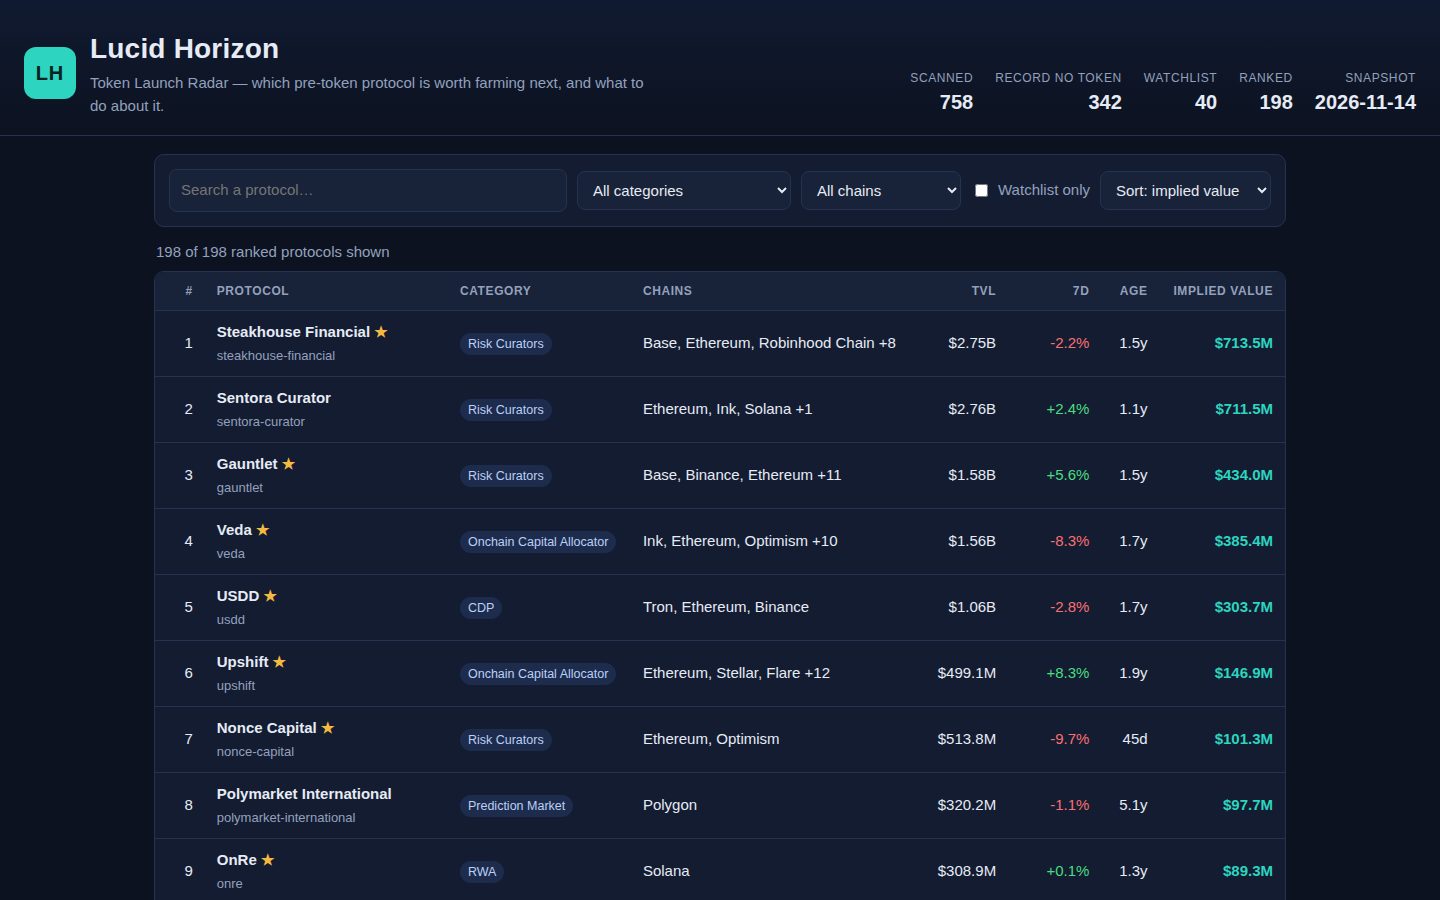 LH
Lucid Horizon
Token Launch Radar — which pre-token protocol is worth farming next, and what to
do about it.
SCANNED RECORD NO TOKEN WATCHLIST RANKED SNAPSHOT
758 342 40 198 2026-11-14
Search a protocol… All categories All chains Watchlist only Sort: implied value
198 of 198 ranked protocols shown
# PROTOCOL CATEGORY CHAINS TVL 7D AGE IMPLIED VALUE
1 Steakhouse Financial ★ Risk Curators Base, Ethereum, Robinhood Chain +8 $2.75B -2.2% 1.5y $713.5M
steakhouse-financial
2 Sentora Curator Risk Curators Ethereum, Ink, Solana +1 $2.76B +2.4% 1.1y $711.5M
sentora-curator
3 Gauntlet ★ Risk Curators Base, Binance, Ethereum +11 $1.58B +5.6% 1.5y $434.0M
gauntlet
4 Veda ★ Onchain Capital Allocator Ink, Ethereum, Optimism +10 $1.56B -8.3% 1.7y $385.4M
veda
5 USDD ★ CDP Tron, Ethereum, Binance $1.06B -2.8% 1.7y $303.7M
usdd
6 Upshift ★ Onchain Capital Allocator Ethereum, Stellar, Flare +12 $499.1M +8.3% 1.9y $146.9M
upshift
7 Nonce Capital ★ Risk Curators Ethereum, Optimism $513.8M -9.7% 45d $101.3M
nonce-capital
8 Polymarket International Prediction Market Polygon $320.2M -1.1% 5.1y $97.7M
polymarket-international
9 OnRe ★ RWA Solana $308.9M +0.1% 1.3y $89.3M
onre